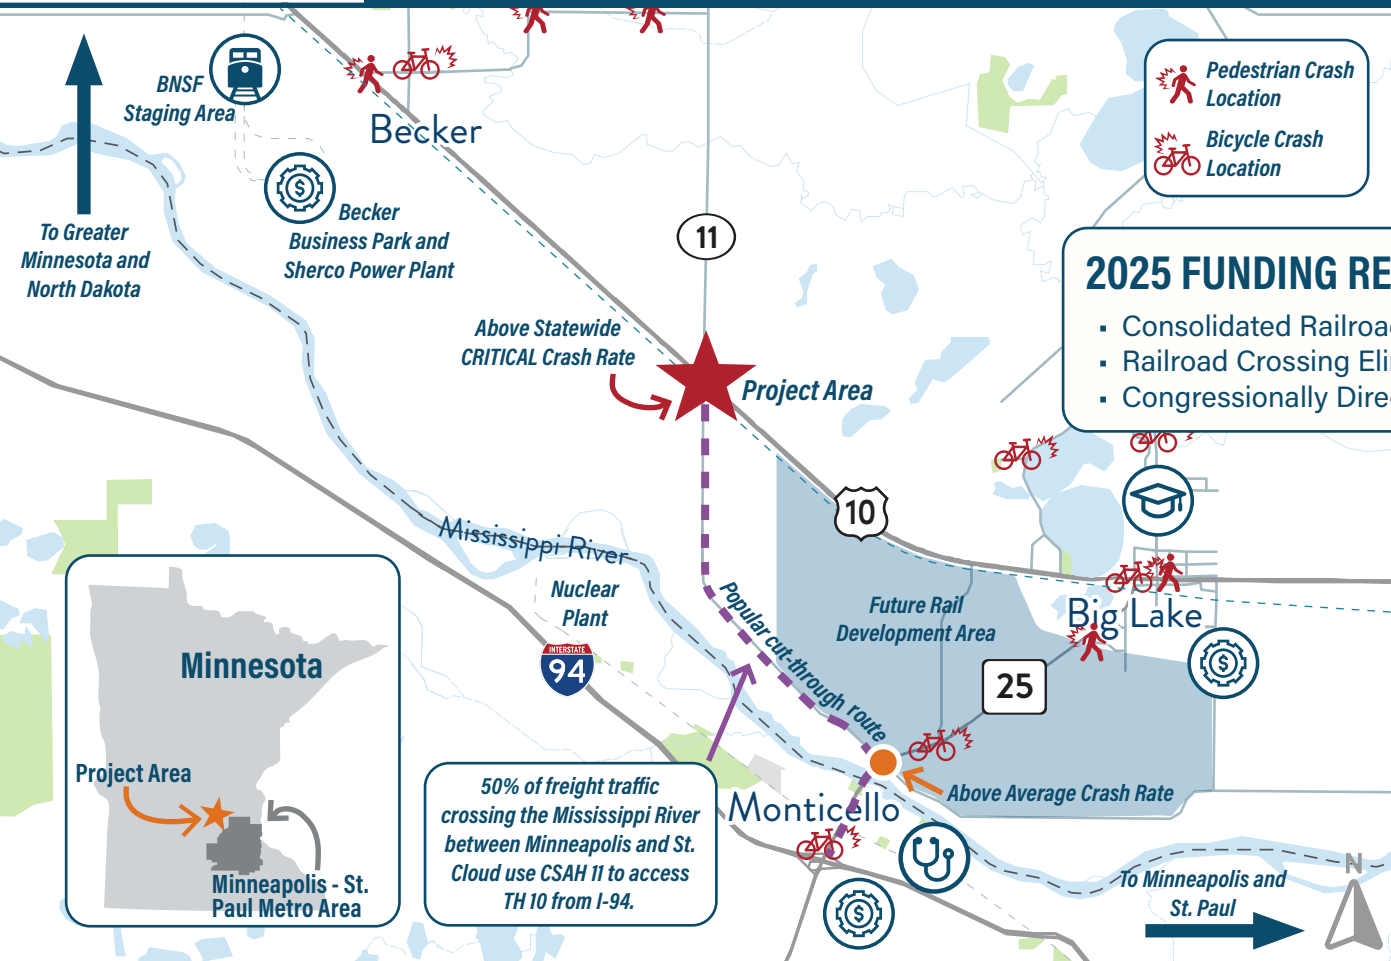 BNSF
Staging Area
Becker
Pedestrian Crash
Location
Bicycle Crash
Location
$
Becker
Business Park and
Sherco Power Plant
To Greater
Minnesota and
North Dakota
11
2025 FUNDING RE
Consolidated Railroa
Railroad Crossing Eli
Congressionally Dire
Above Statewide
CRITICAL Crash Rate
Project Area
10
Mississippi River
Nuclear
Plant
INTERSTATE
94
Popular cut-through route
Future Rail
Development Area
Big Lake
25
$
Minnesota
Project Area
Minneapolis - St.
Paul Metro Area
50% of freight traffic
crossing the Mississippi River
between Minneapolis and St.
Cloud use CSAH 11 to access
TH 10 from I-94.
Above Average Crash Rate
Monticello
$
To Minneapolis and
St. Paul
N